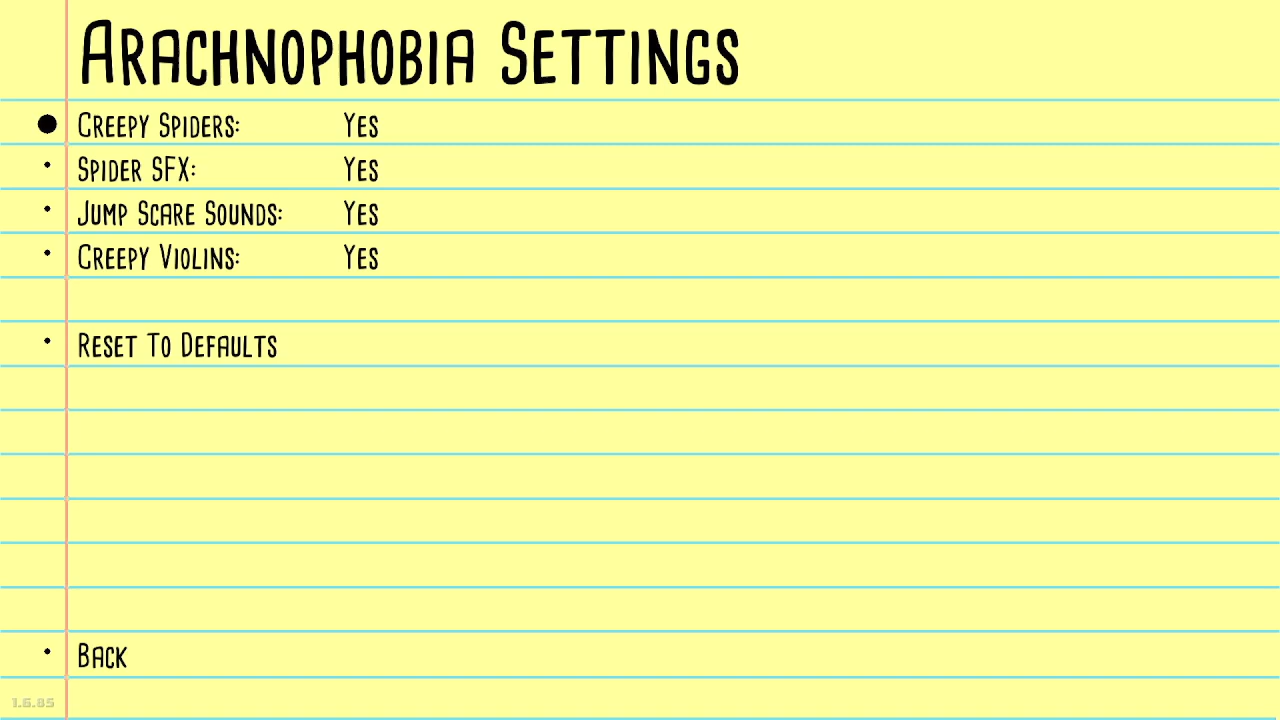 Arachnophobia Settings
Creepy Spiders: Yes
Spider SFX: Yes
Jump Scare Sounds: Yes
Creepy Violins: Yes
Reset To Defaults
Back
1.6.85